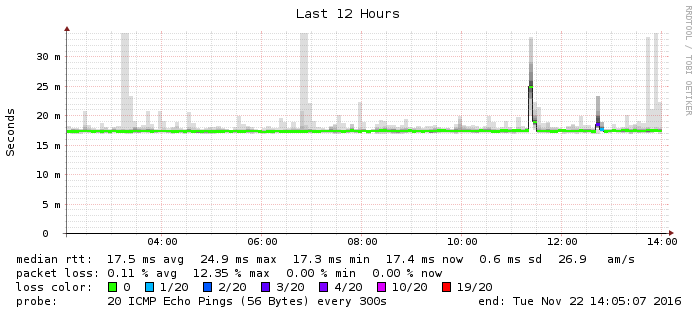 Last 12 Hours
RRDTOOL / TOBI OETIKER
Seconds
30 m
25 m
20 m
15 m
10 m
5 m
0
04:00 06:00 08:00 10:00 12:00 14:00
median rtt: 17.5 ms avg 24.9 ms max 17.3 ms min 17.4 ms now 0.6 ms sd 26.9 am/s
packet loss: 0.11 % avg 12.35 % max 0.00 % min 0.00 % now
loss color: 0 1/20 2/20 3/20 4/20 10/20 19/20
probe: 20 ICMP Echo Pings (56 Bytes) every 300s end: Tue Nov 22 14:05:07 2016